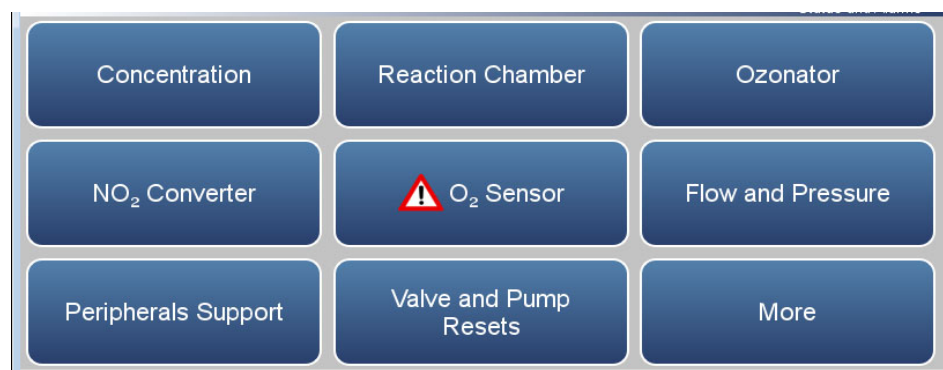 Concentration
Reaction Chamber
Ozonator
NO₂ Converter
O₂ Sensor
Flow and Pressure
Peripherals Support
Valve and Pump
Resets
More